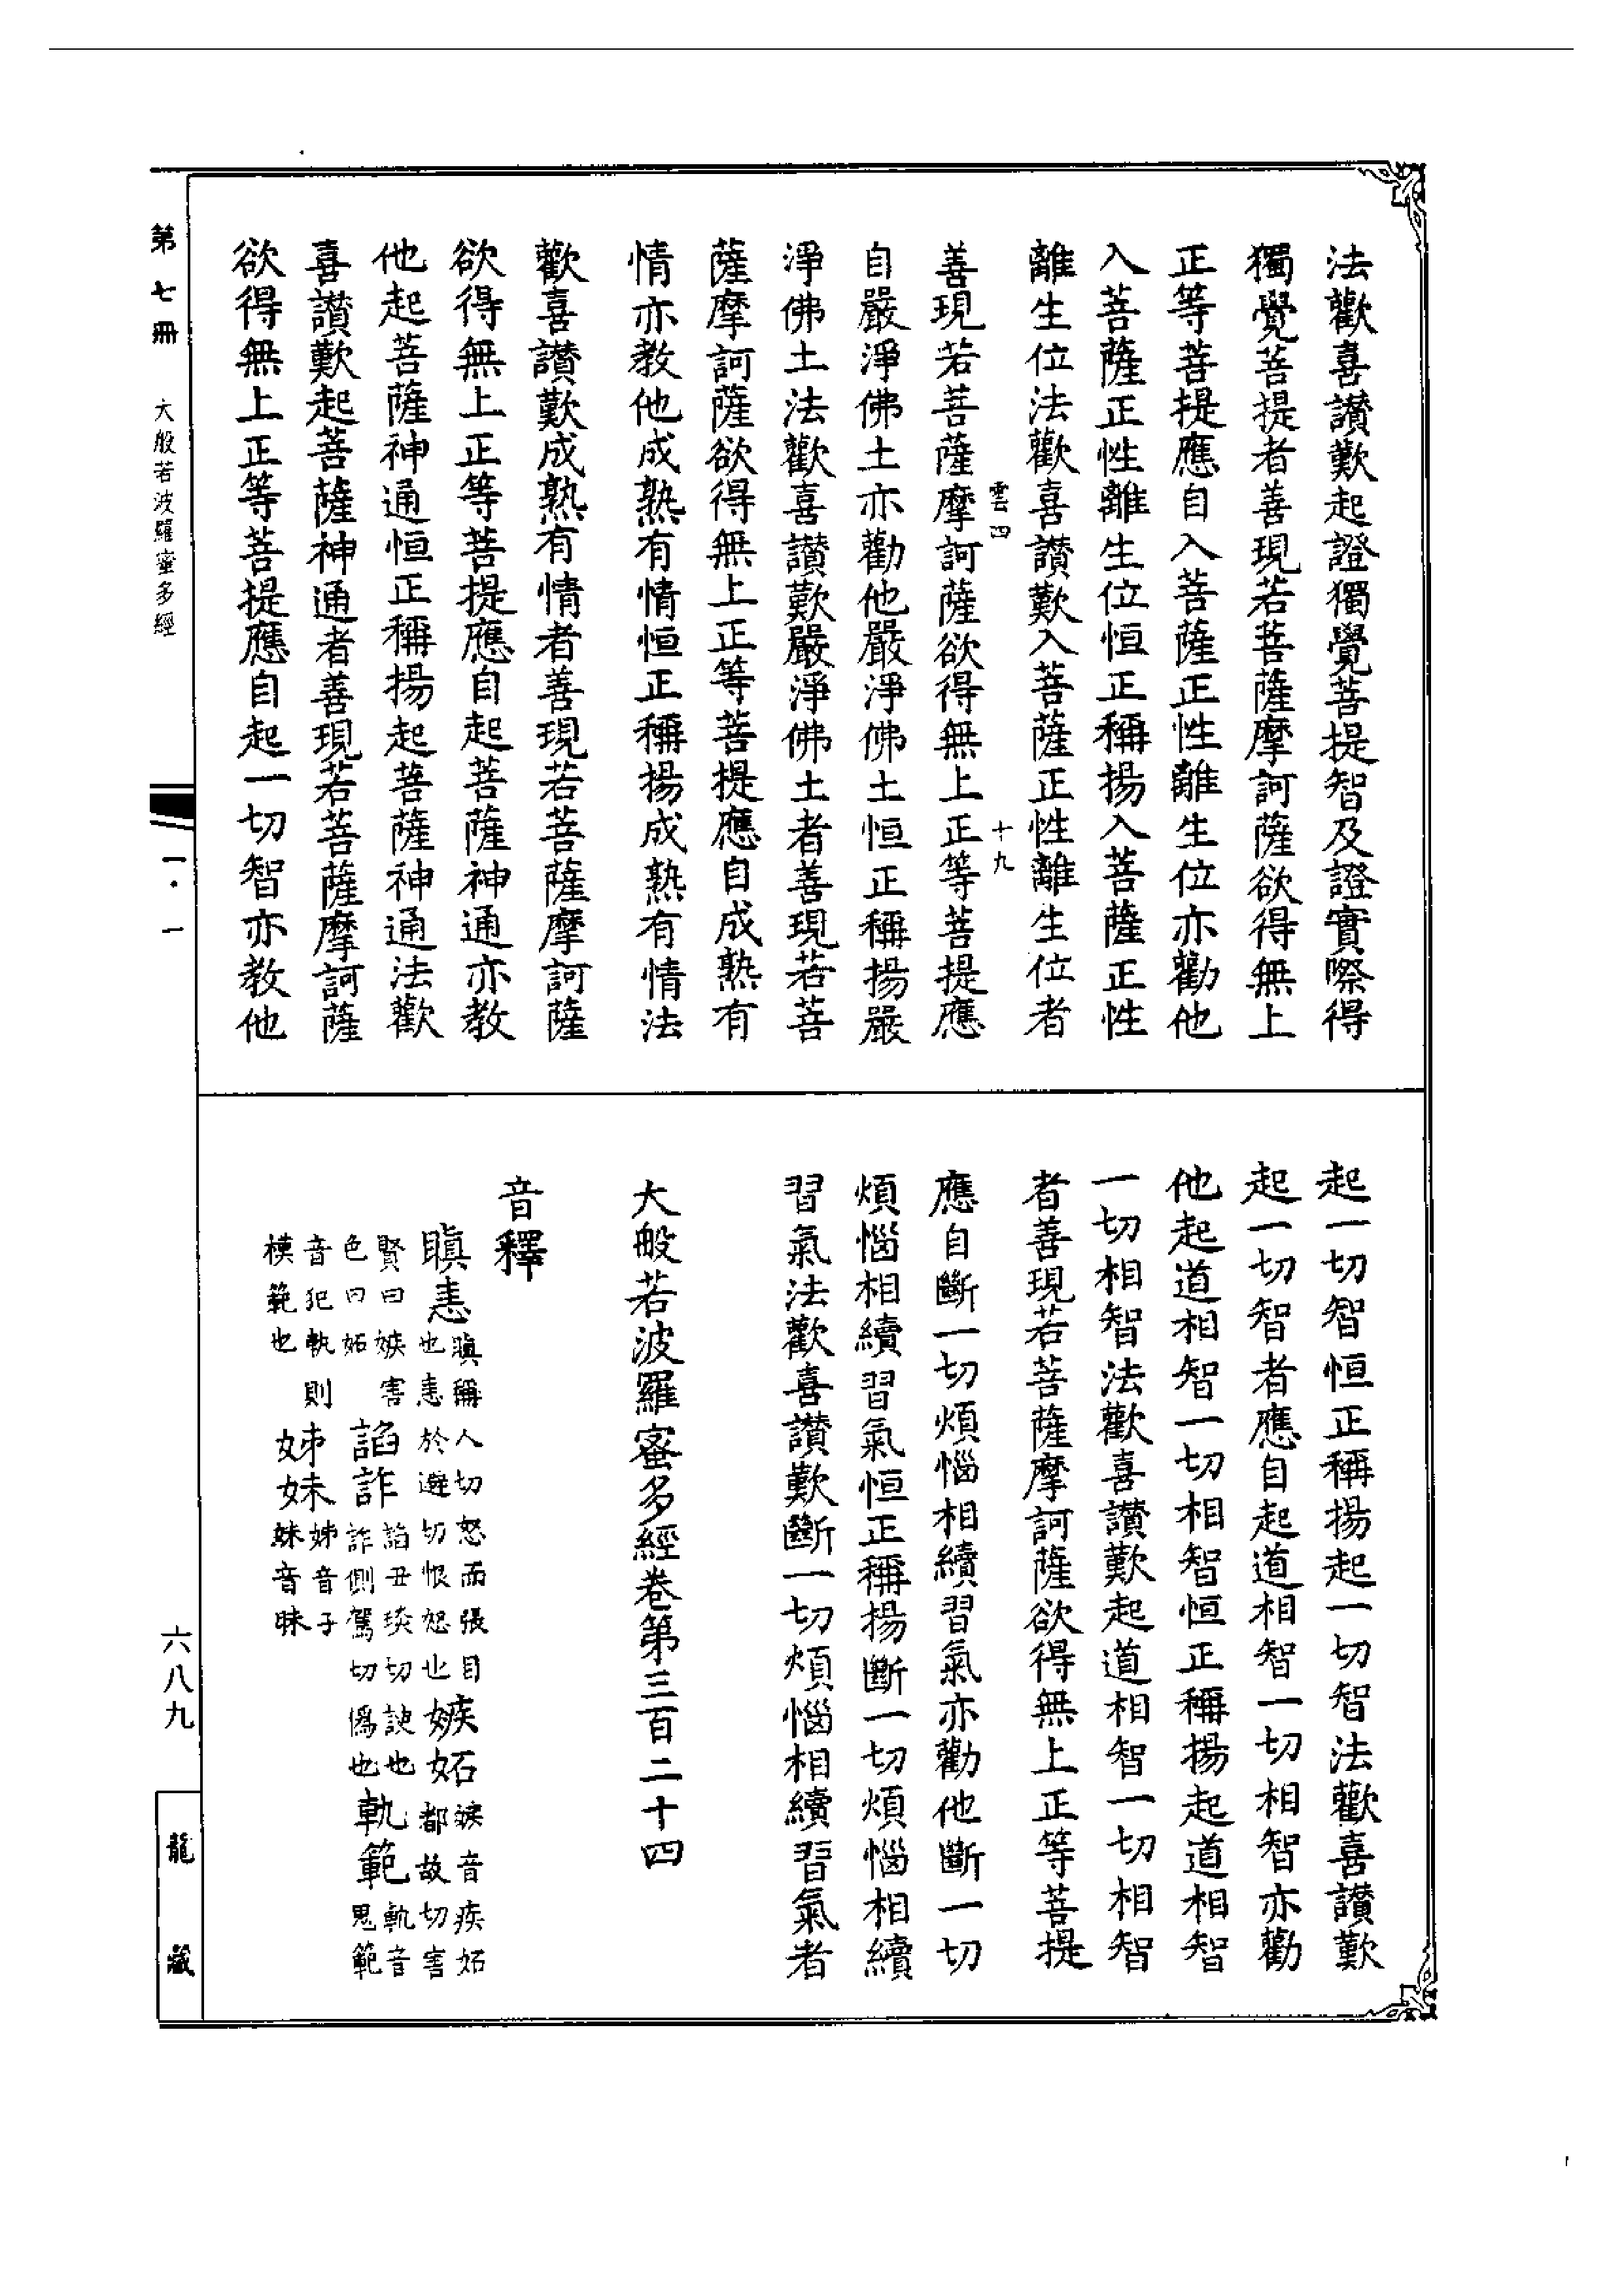 法歡喜讃歎起證獨覺菩提智及證實際得
獨覺菩提者善現若菩薩摩訶薩欲得無上
正等菩提應自入菩薩正性離生位亦勸他
入菩薩正性離生位恒正稱揚入菩薩正性
離生位法歡喜讃歎入菩薩正性離生位者
雲四 十九
善現若菩薩摩訶薩欲得無上正等菩提應
自嚴淨佛土亦勸他嚴淨佛土恒正稱揚嚴
淨佛土法歡喜讃歎嚴淨佛土者善現若菩
薩摩訶薩欲得無上正等菩提應自成熟有
情亦教他成熟有情恒正稱揚成熟有情法
歡喜讃歎成熟有情者善現若菩薩摩訶薩
欲得無上正等菩提應自起菩薩神通亦教
他起菩薩神通恒正稱揚起菩薩神通法歡
喜讃歎起菩薩神通者善現若菩薩摩訶薩
欲得無上正等菩提應自起一切智亦教他
起一切智恒正稱揚起一切智法歡喜讃歎
起一切智者應自起道相智一切相智亦勸
他起道相智一切相智恒正稱揚起道相智
一切相智法歡喜讃歎起道相智一切相智
者善現若菩薩摩訶薩欲得無上正等菩提
應自斷一切煩惱相續習氣亦勸他斷一切
煩惱相續習氣恒正稱揚斷一切煩惱相續
習氣法歡喜讃歎斷一切煩惱相續習氣者
大般若波羅蜜多經卷第三百二十四
音釋
瞋恚瞋稱人切怒而張目也恚於避切恨怒也嫉妬嫉音疾妬都故切害
賢曰嫉害色曰妬諂詐諂丑琰切諛也詐側駕切僞也軌範軌音晷範
音犯軌則模範也姊妹姊音子妹音昧
第七冊 大般若波羅蜜多經
一·一
六八九
龍藏